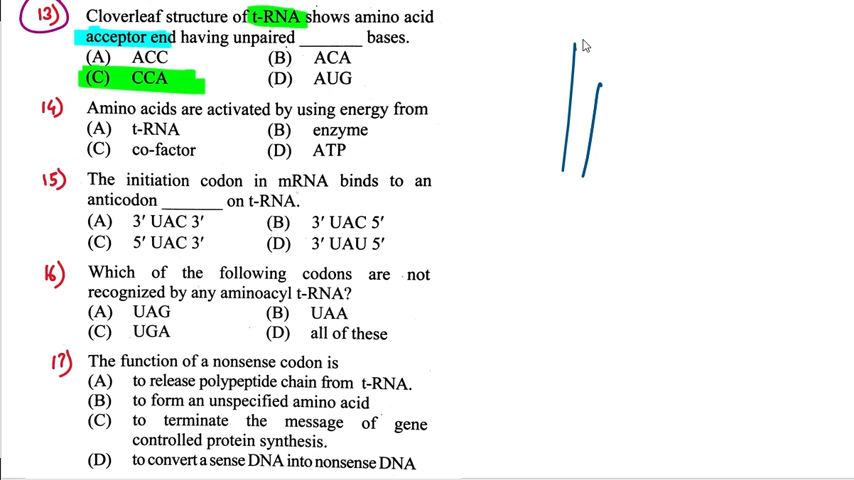 13) Cloverleaf structure of t-RNA shows amino acid
acceptor end having unpaired _______ bases.
(A) ACC (B) ACA
(C) CCA (D) AUG
14) Amino acids are activated by using energy from
(A) t-RNA (B) enzyme
(C) co-factor (D) ATP
15) The initiation codon in mRNA binds to an
anticodon _______ on t-RNA.
(A) 3′ UAC 3′ (B) 3′ UAC 5′
(C) 5′ UAC 3′ (D) 3′ UAU 5′
16) Which of the following codons are not
recognized by any aminoacyl t-RNA?
(A) UAG (B) UAA
(C) UGA (D) all of these
17) The function of a nonsense codon is
(A) to release polypeptide chain from t-RNA.
(B) to form an unspecified amino acid
(C) to terminate the message of gene
controlled protein synthesis.
(D) to convert a sense DNA into nonsense DNA